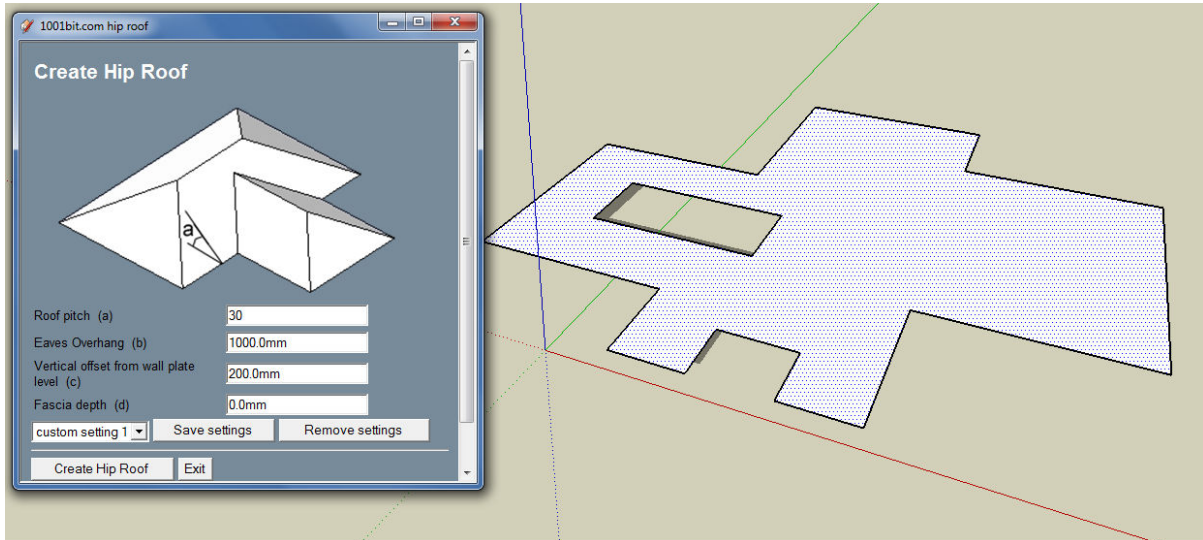 1001bit.com hip roof
Create Hip Roof
a
Roof pitch (a) 30
Eaves Overhang (b) 1000.0mm
Vertical offset from wall plate
level (c) 200.0mm
Fascia depth (d) 0.0mm
custom setting 1 Save settings Remove settings
Create Hip Roof Exit